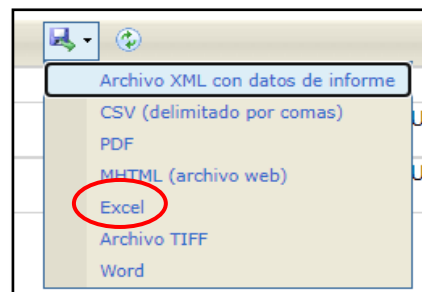 Archivo XML con datos de informe
CSV (delimitado por comas)
PDF
MHTML (archivo web)
Excel
Archivo TIFF
Word